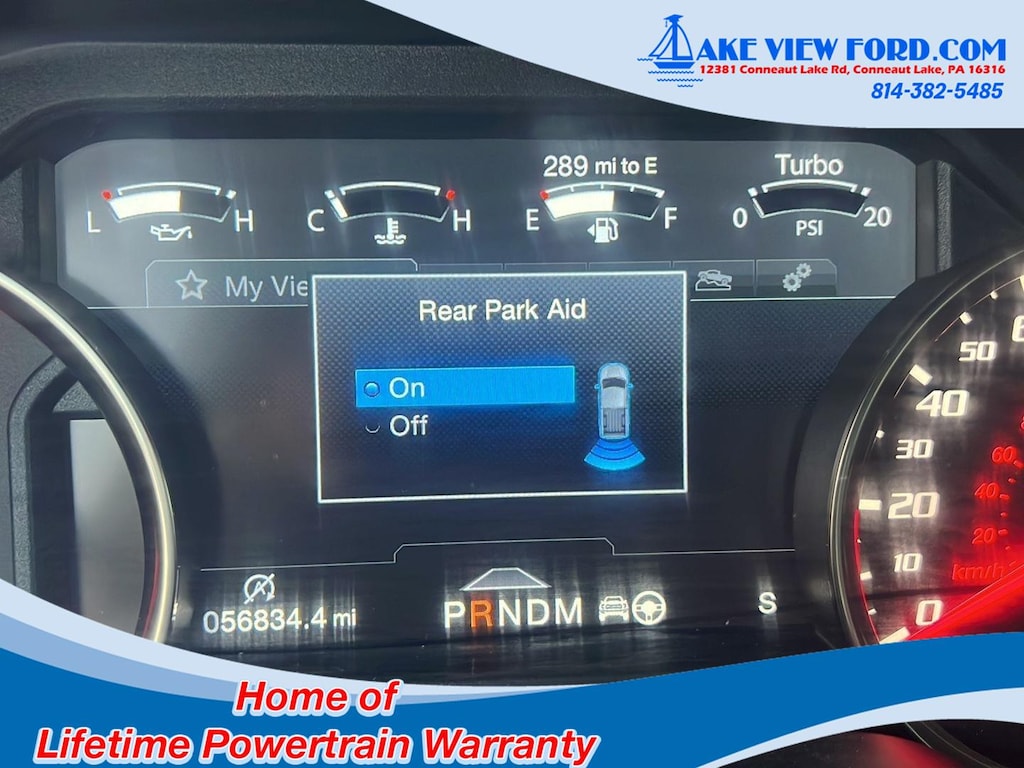 AKE VIEW FORD.COM
12381 Conneaut Lake Rd, Conneaut Lake, PA 16316
814-382-5485
289 mi to E
Turbo
L H
C H
E F
0 20
PSI
My Vie
Rear Park Aid
On
Off
60
50
40
30
20
10
0
60
40
20
km/h
056834.4 mi
PRNDM
S
Home of
Lifetime Powertrain Warranty